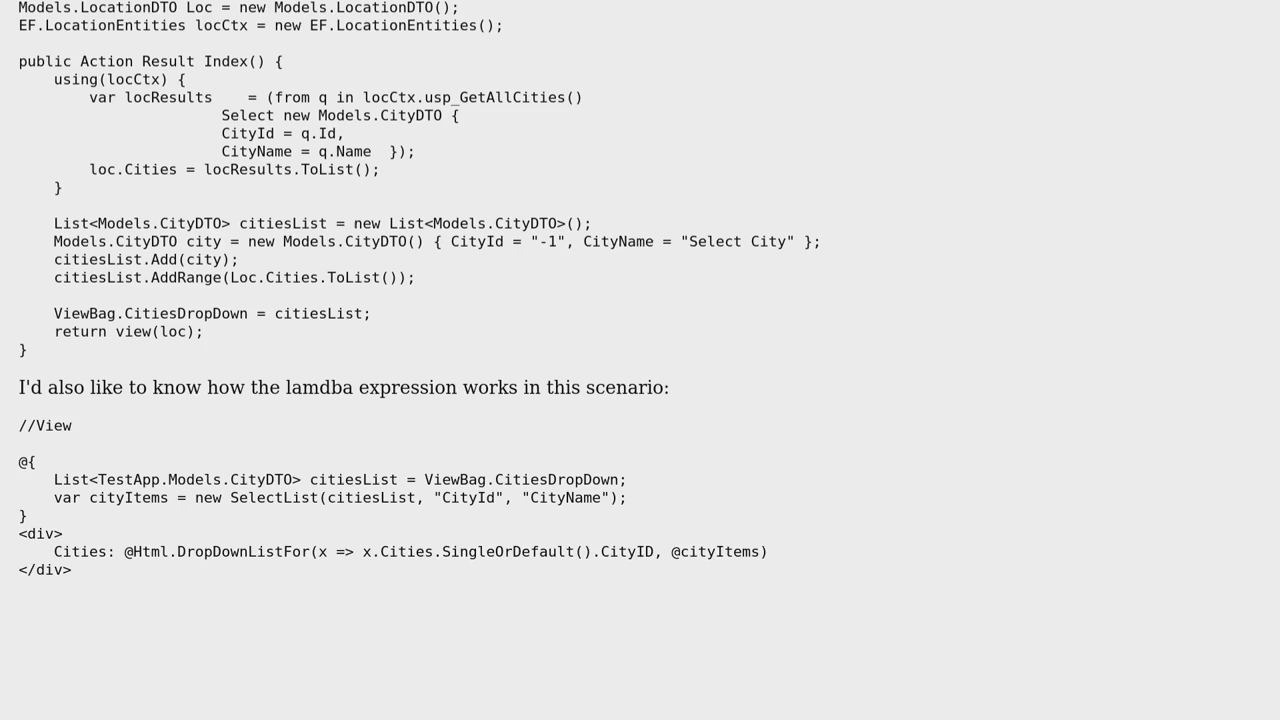 Models.LocationDTO Loc = new Models.LocationDTO();
EF.LocationEntities locCtx = new EF.LocationEntities();
public Action Result Index() {
using(locCtx) {
var locResults    = (from q in locCtx.usp_GetAllCities()
Select new Models.CityDTO {
CityId = q.Id,
CityName = q.Name  });
loc.Cities = locResults.ToList();
}
List<Models.CityDTO> citiesList = new List<Models.CityDTO>();
Models.CityDTO city = new Models.CityDTO() { CityId = "-1", CityName = "Select City" };
citiesList.Add(city);
citiesList.AddRange(Loc.Cities.ToList());
ViewBag.CitiesDropDown = citiesList;
return view(loc);
}
I'd also like to know how the lamdba expression works in this scenario:
//View
@{
List<TestApp.Models.CityDTO> citiesList = ViewBag.CitiesDropDown;
var cityItems = new SelectList(citiesList, "CityId", "CityName");
}
<div>
Cities: @Html.DropDownListFor(x => x.Cities.SingleOrDefault().CityID, @cityItems)
</div>